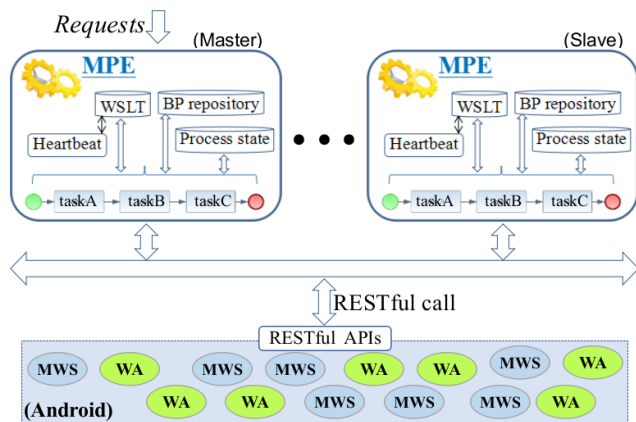 Requests
(Master)
(Slave)
MPE
MPE
WSLT
BP repository
WSLT
BP repository
Heartbeat
Process state
Heartbeat
Process state
taskA
taskB
taskC
taskA
taskB
taskC
RESTful call
RESTful APIs
MWS WA MWS MWS WA WA MWS WA
WA WA MWS MWS MWS WA
(Android)